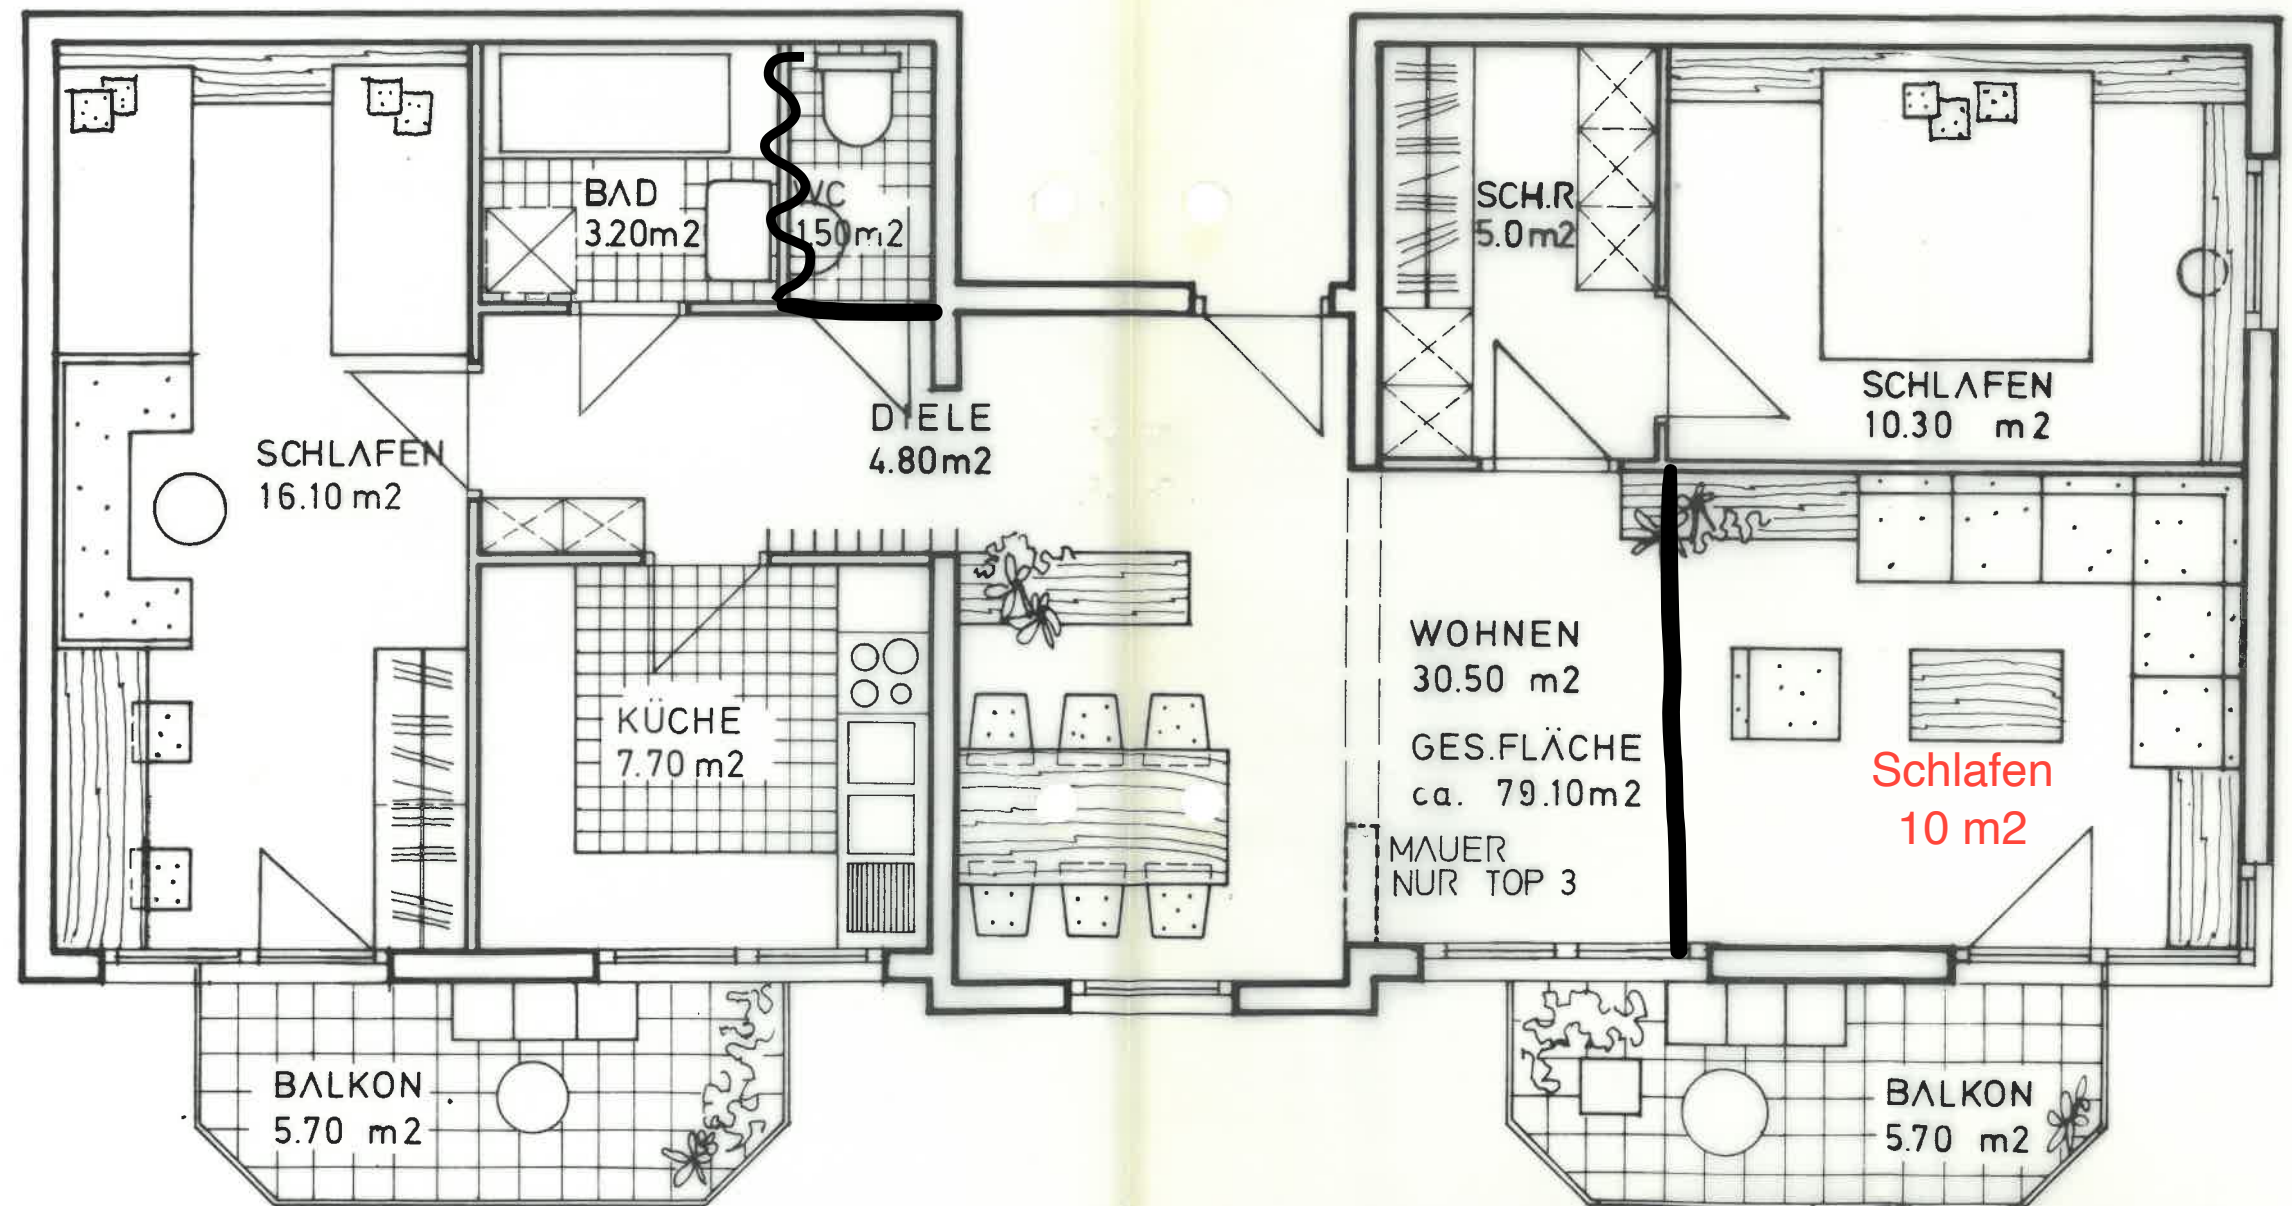 BAD
3.20m2
WC
1.50m2
SCH.R
5.0m2
SCHLAFEN
10.30 m2
SCHLAFEN
16.10 m2
DIELE
4.80m2
KÜCHE
7.70 m2
WOHNEN
30.50 m2
GES.FLÄCHE
ca. 79.10m2
MAUER
NUR TOP 3
Schlafen
10 m2
BALKON
5.70 m2
BALKON
5.70 m2